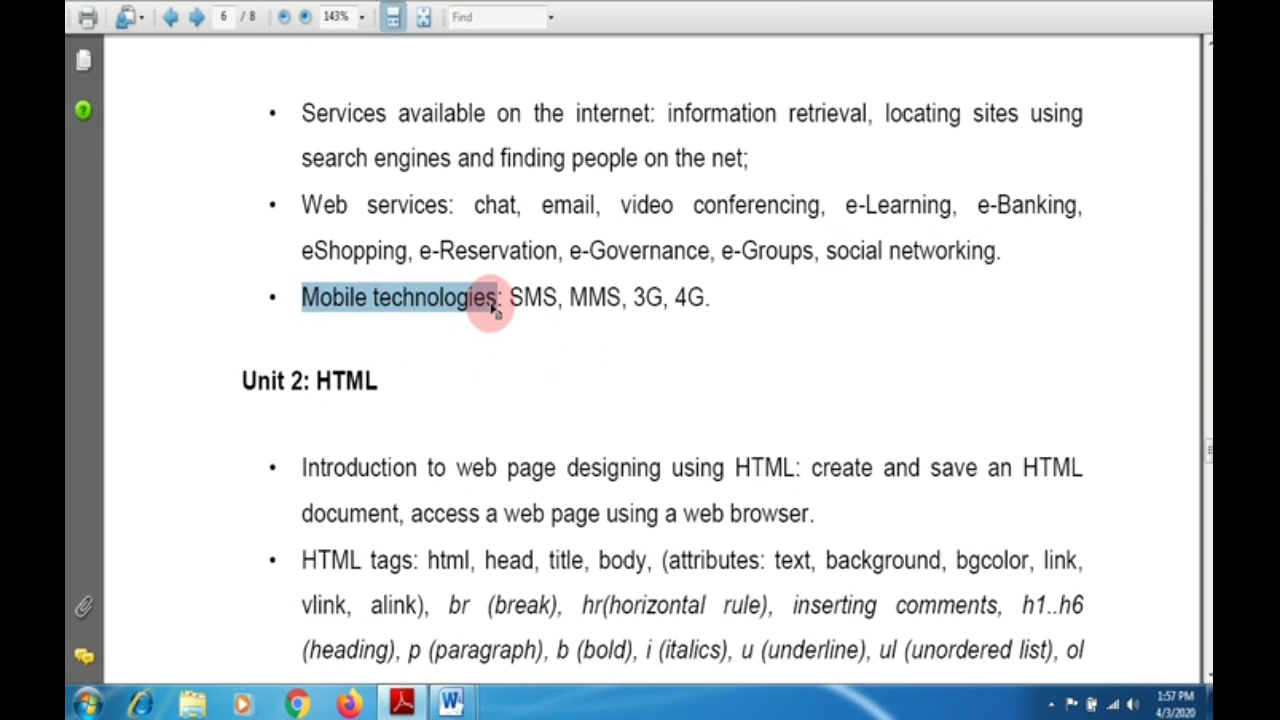 6 / 8 143% Find
• Services available on the internet: information retrieval, locating sites using
search engines and finding people on the net;
• Web services: chat, email, video conferencing, e-Learning, e-Banking,
eShopping, e-Reservation, e-Governance, e-Groups, social networking.
• Mobile technologies: SMS, MMS, 3G, 4G.
Unit 2: HTML
• Introduction to web page designing using HTML: create and save an HTML
document, access a web page using a web browser.
• HTML tags: html, head, title, body, (attributes: text, background, bgcolor, link,
vlink, alink), br (break), hr(horizontal rule), inserting comments, h1..h6
(heading), p (paragraph), b (bold), i (italics), u (underline), ul (unordered list), ol
1:57 PM
4/3/2020